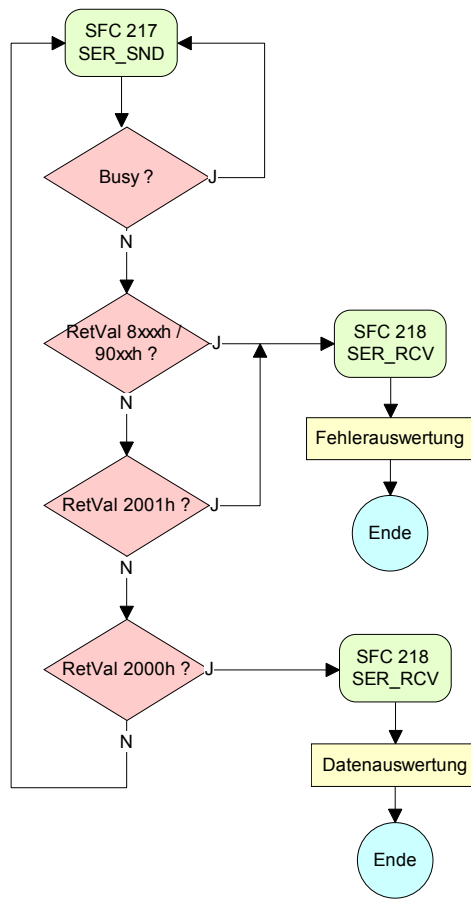 SFC 217
SER_SND
Busy ?
J
N
RetVal 8xxxh /
90xxh ?
J
N
SFC 218
SER_RCV
Fehlerauswertung
Ende
RetVal 2001h ?
J
N
RetVal 2000h ?
J
N
SFC 218
SER_RCV
Datenauswertung
Ende